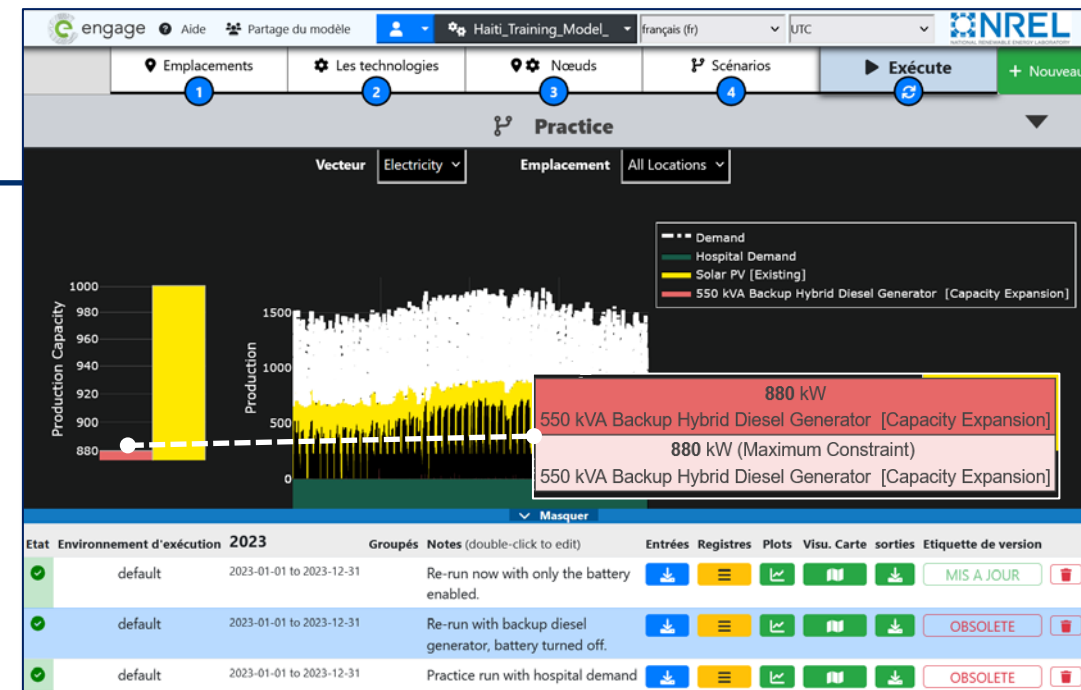 engage Aide Partage du modèle Haiti_Training_Model_ français (fr) UTC NREL
NATIONAL RENEWABLE ENERGY LABORATORY
Emplacements Les technologies Nœuds Scénarios Exécute + Nouveau
1 2 3 4
Practice
Vecteur Electricity Emplacement All Locations
Demand
Hospital Demand
Solar PV [Existing]
550 kVA Backup Hybrid Diesel Generator [Capacity Expansion]
Production Capacity
1000
980
960
940
920
900
880
Production
1500
1000
500
0
880 kW
550 kVA Backup Hybrid Diesel Generator [Capacity Expansion]
880 kW (Maximum Constraint)
550 kVA Backup Hybrid Diesel Generator [Capacity Expansion]
Masquer
Etat Environnement d'exécution 2023 Groupés Notes (double-click to edit) Entrées Registres Plots Visu. Carte sorties Etiquette de version
default 2023-01-01 to 2023-12-31 Re-run now with only the battery MIS A JOUR
enabled.
default 2023-01-01 to 2023-12-31 Re-run with backup diesel OBSOLETE
generator, battery turned off.
default 2023-01-01 to 2023-12-31 Practice run with hospital demand OBSOLETE